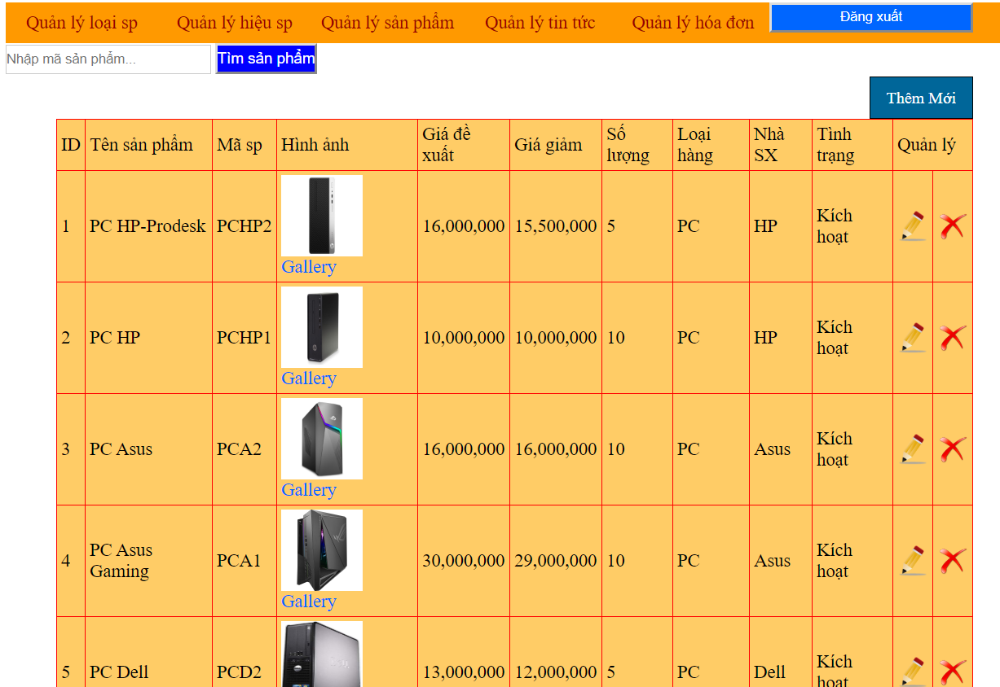 Quản lý loại sp Quản lý hiệu sp Quản lý sản phẩm Quản lý tin tức Quản lý hóa đơn Đăng xuất
Nhập mã sản phẩm... Tìm sản phẩm
Thêm Mới
ID Tên sản phẩm Mã sp Hình ảnh Giá đề xuất Giá giảm Số lượng Loại hàng Nhà SX Tình trạng Quản lý
1 PC HP-Prodesk PCHP2 16,000,000 15,500,000 5 PC HP Kích hoạt
Gallery
2 PC HP PCHP1 10,000,000 10,000,000 10 PC HP Kích hoạt
Gallery
3 PC Asus PCA2 16,000,000 16,000,000 10 PC Asus Kích hoạt
Gallery
4 PC Asus Gaming PCA1 30,000,000 29,000,000 10 PC Asus Kích hoạt
Gallery
5 PC Dell PCD2 13,000,000 12,000,000 5 PC Dell Kích hoạt